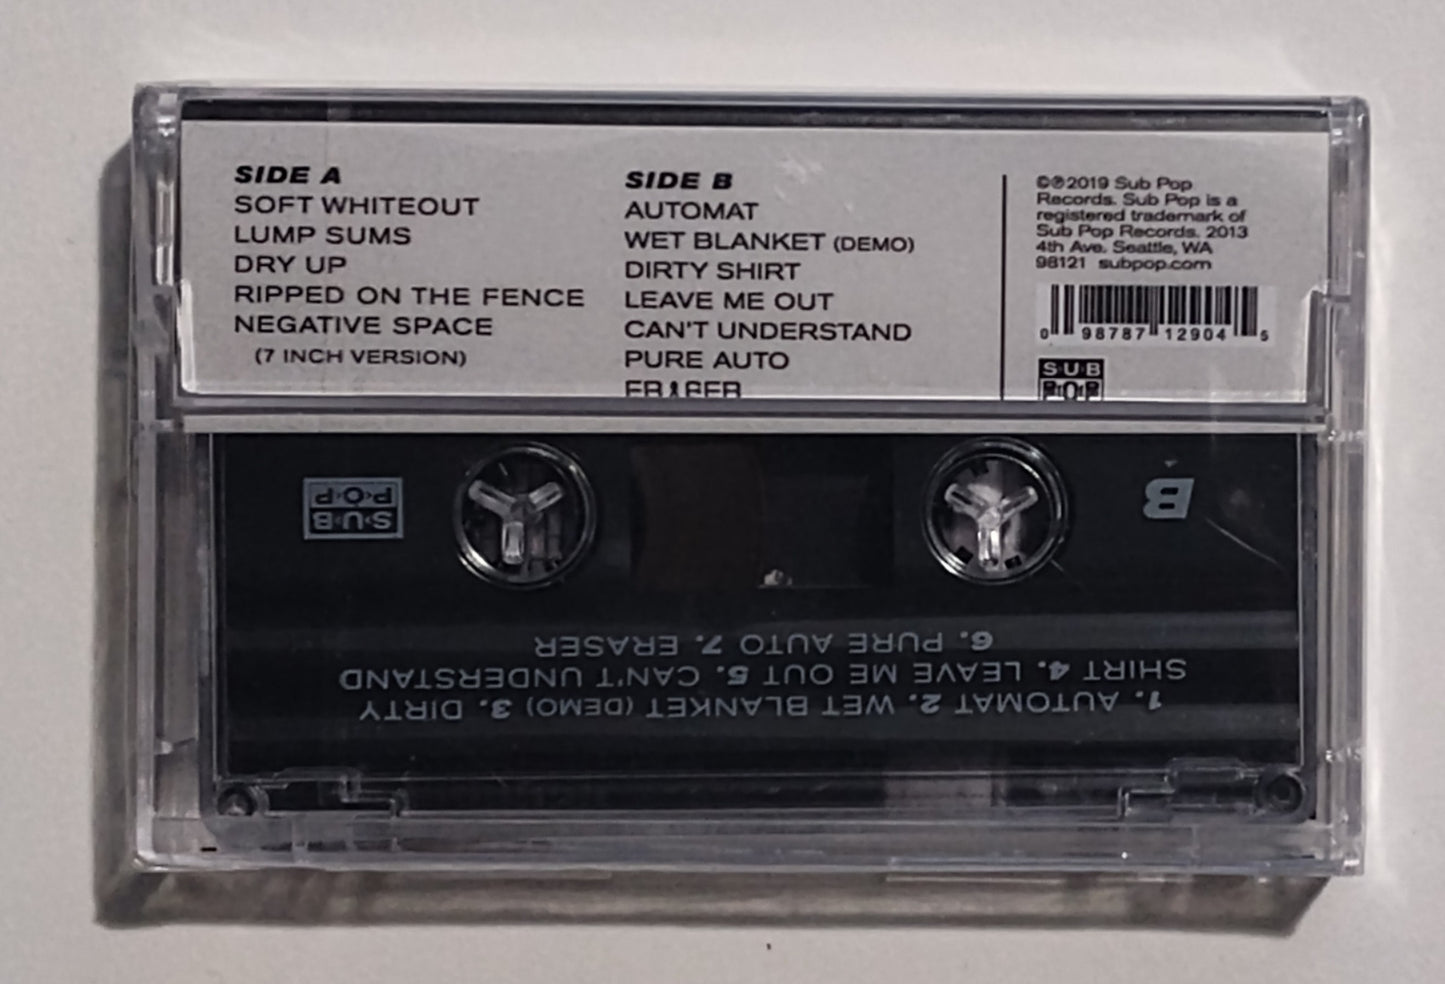 SIDE A
SOFT WHITEOUT
LUMP SUMS
DRY UP
RIPPED ON THE FENCE
NEGATIVE SPACE
(7 INCH VERSION)
SIDE B
AUTOMAT
WET BLANKET (DEMO)
DIRTY SHIRT
LEAVE ME OUT
CAN'T UNDERSTAND
PURE AUTO
ERASER
©℗2019 Sub Pop
Records. Sub Pop is a
registered trademark of
Sub Pop Records. 2013
4th Ave. Seattle, WA
98121 subpop.com
0 98787 12904 5
SUB
POP
B
SUB
POP
1. AUTOMAT 2. WET BLANKET (DEMO) 3. DIRTY
SHIRT 4. LEAVE ME OUT 5. CAN'T UNDERSTAND
6. PURE AUTO 7. ERASER